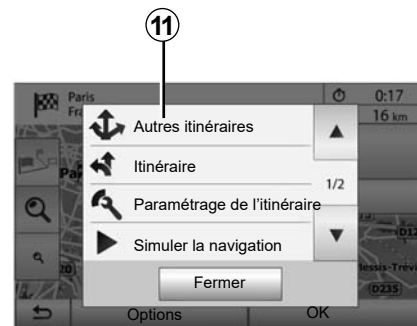 11
Paris
0:17
Fra
16 km
Autres itinéraires
Itinéraire
1/2
Paramétrage de l'itinéraire
Simuler la navigation
Fermer
D235
Options
OK